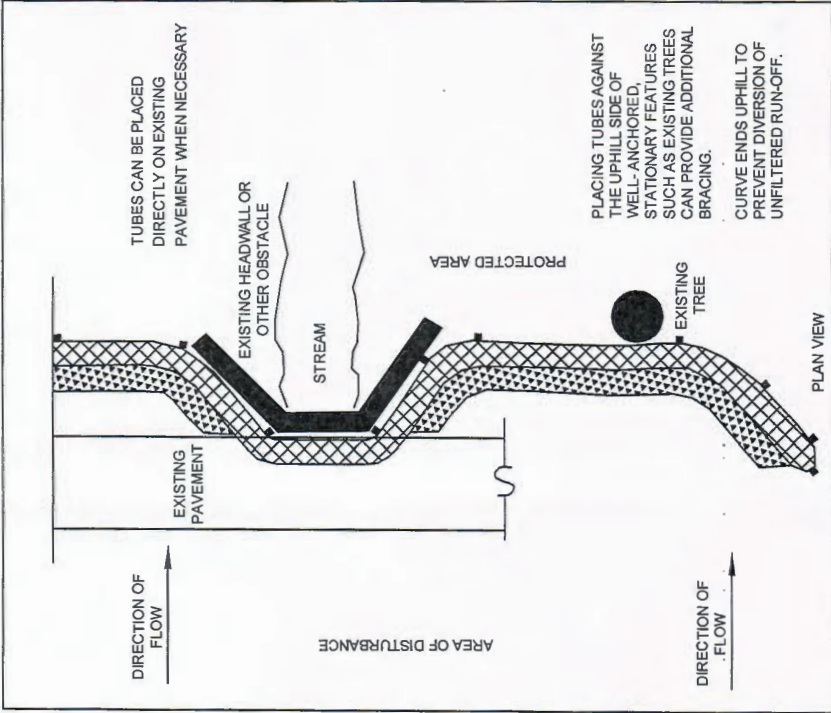 TUBES CAN BE PLACED
DIRECTLY ON EXISTING
PAVEMENT WHEN NECESSARY
EXISTING HEADWALL OR
OTHER OBSTACLE
STREAM
EXISTING
PAVEMENT
DIRECTION OF
FLOW
PROTECTED AREA
AREA OF DISTURBANCE
PLACING TUBES AGAINST
THE UPHILL SIDE OF
WELL- ANCHORED,
STATIONARY FEATURES
SUCH AS EXISTING TREES
CAN PROVIDE ADDITIONAL
BRACING.
EXISTING
TREE
CURVE ENDS UPHILL TO
PREVENT DIVERSION OF
UNFILTERED RUN-OFF.
DIRECTION OF
FLOW
PLAN VIEW